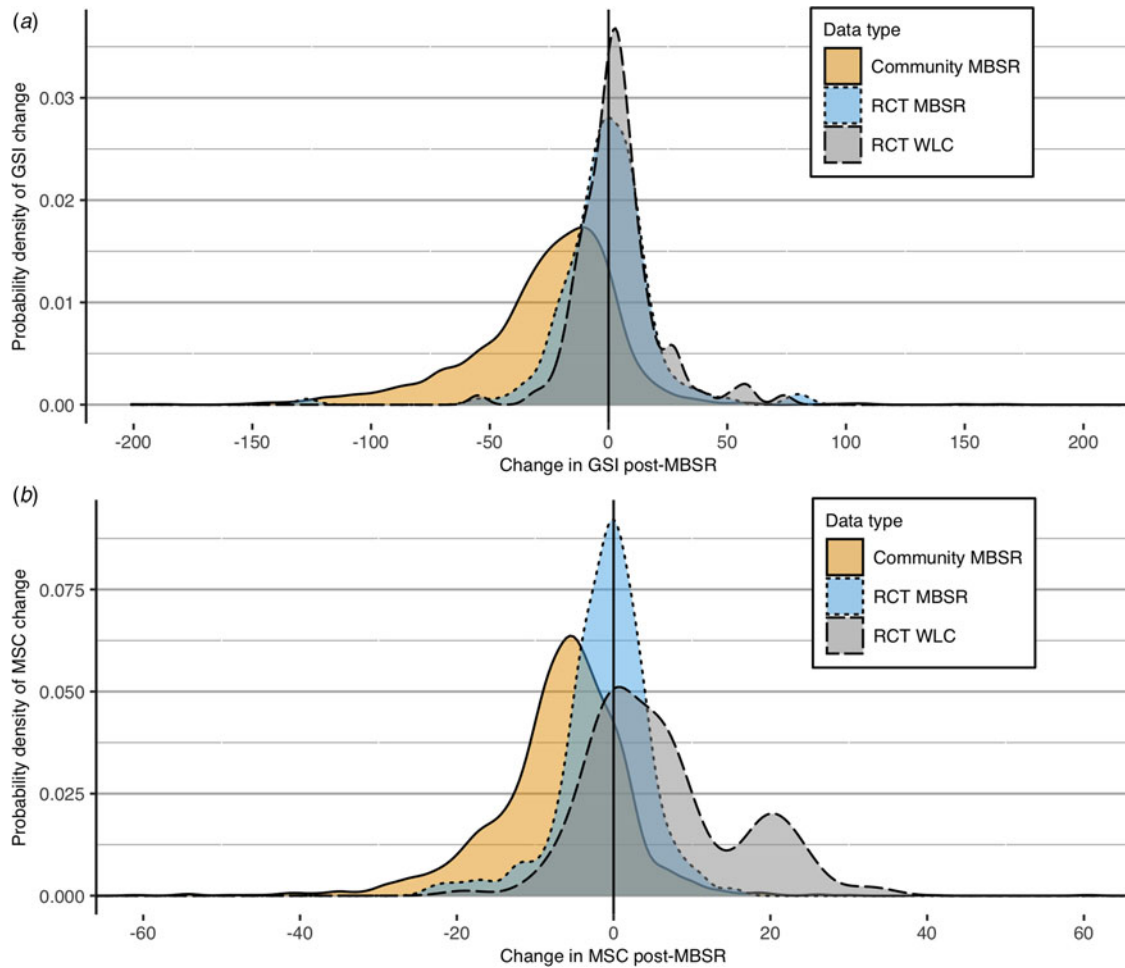 (a)
Probability density of GSI change
0.03
0.02
0.01
0.00
Data type
Community MBSR
RCT MBSR
RCT WLC
-200 -150 -100 -50 0 50 100 150 200
Change in GSI post-MBSR
(b)
Probability density of MSC change
0.075
0.050
0.025
0.000
Data type
Community MBSR
RCT MBSR
RCT WLC
-60 -40 -20 0 20 40 60
Change in MSC post-MBSR